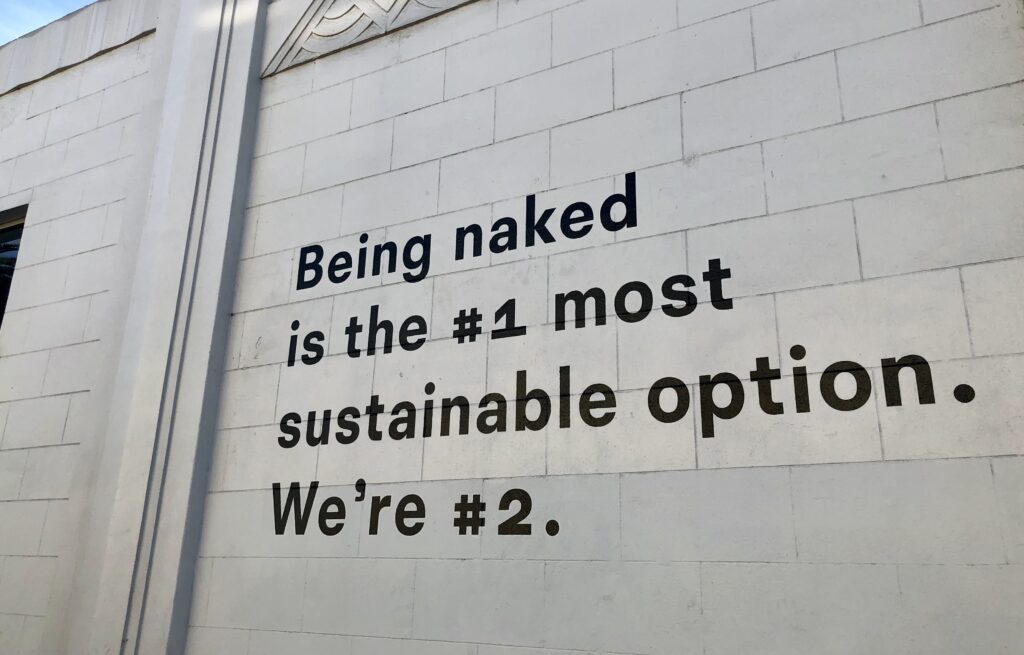 Being naked
is the #1 most
sustainable option.
We’re #2.